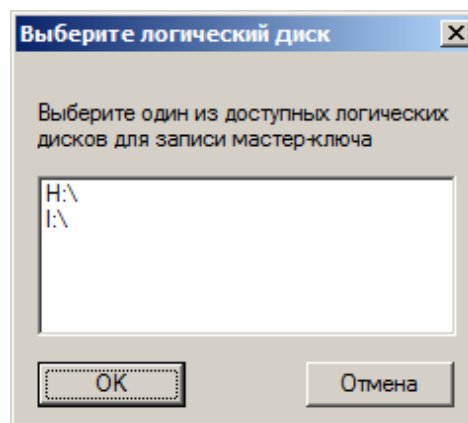 Выберите логический диск
Выберите один из доступных логических
дисков для записи мастер-ключа
H:\
I:\
OK
Отмена